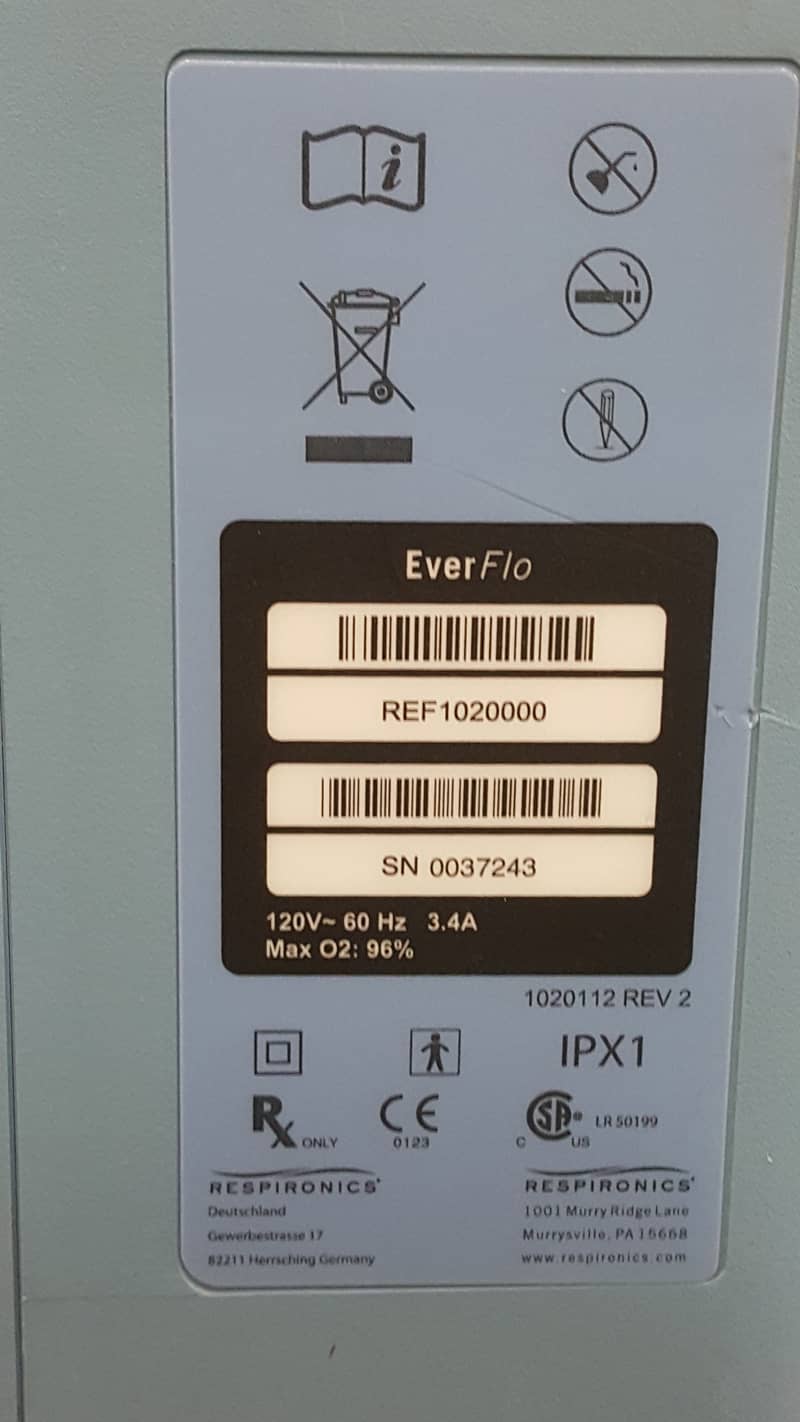 i
EverFlo
REF1020000
SN 0037243
120V~ 60 Hz 3.4A
Max O2: 96%
1020112 REV 2
IPX1
Rx ONLY
CE
0123
SA® LR 50199
C US
RESPIRONICS®
Deutschland
Gewerbestrasse 17
82211 Herrsching Germany
RESPIRONICS®
1001 Murry Ridge Lane
Murrysville, PA 15668
www.respironics.com